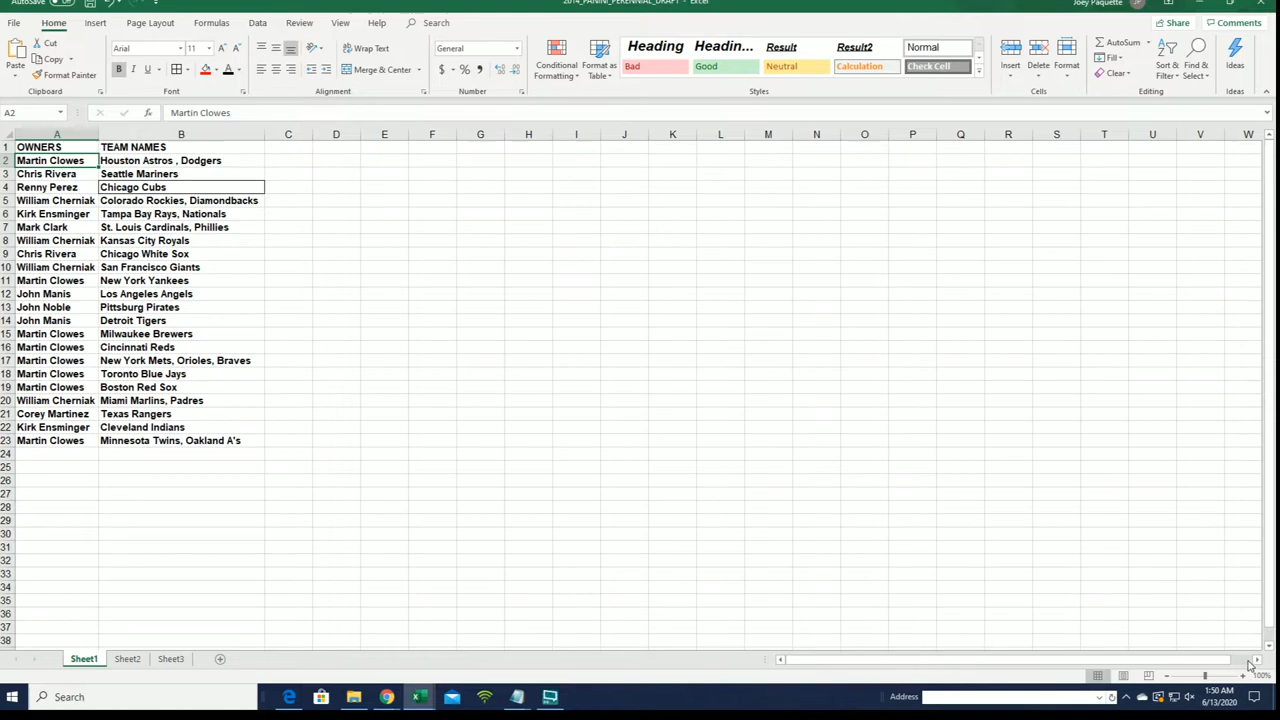 AutoSave Off 2014_PANINI_PERENNIAL_DRAFT - Excel Joey Paquette JP
File Home Insert Page Layout Formulas Data Review View Help Search Share Comments
Paste Cut Copy Format Painter Clipboard
Arial 11 A A B I U A Font
Wrap Text Merge & Center Alignment
General $ % , Number
Conditional Formatting Format as Table
Heading Headin... Result Result2 Normal
Bad Good Neutral Calculation Check Cell
Styles
Insert Delete Format Cells
AutoSum Fill Clear Sort & Filter Find & Select Editing
Ideas Ideas
A2 fx Martin Clowes
A B C D E F G H I J K L M N O P Q R S T U V W
1 OWNERS TEAM NAMES
2 Martin Clowes Houston Astros , Dodgers
3 Chris Rivera Seattle Mariners
4 Renny Perez Chicago Cubs
5 William Cherniak Colorado Rockies, Diamondbacks
6 Kirk Ensminger Tampa Bay Rays, Nationals
7 Mark Clark St. Louis Cardinals, Phillies
8 William Cherniak Kansas City Royals
9 Chris Rivera Chicago White Sox
10 William Cherniak San Francisco Giants
11 Martin Clowes New York Yankees
12 John Manis Los Angeles Angels
13 John Noble Pittsburg Pirates
14 John Manis Detroit Tigers
15 Martin Clowes Milwaukee Brewers
16 Martin Clowes Cincinnati Reds
17 Martin Clowes New York Mets, Orioles, Braves
18 Martin Clowes Toronto Blue Jays
19 Martin Clowes Boston Red Sox
20 William Cherniak Miami Marlins, Padres
21 Corey Martinez Texas Rangers
22 Kirk Ensminger Cleveland Indians
23 Martin Clowes Minnesota Twins, Oakland A's
24
25
26
27
28
29
30
31
32
33
34
35
36
37
38
Sheet1 Sheet2 Sheet3
100%
Search Address 1:50 AM
6/13/2020